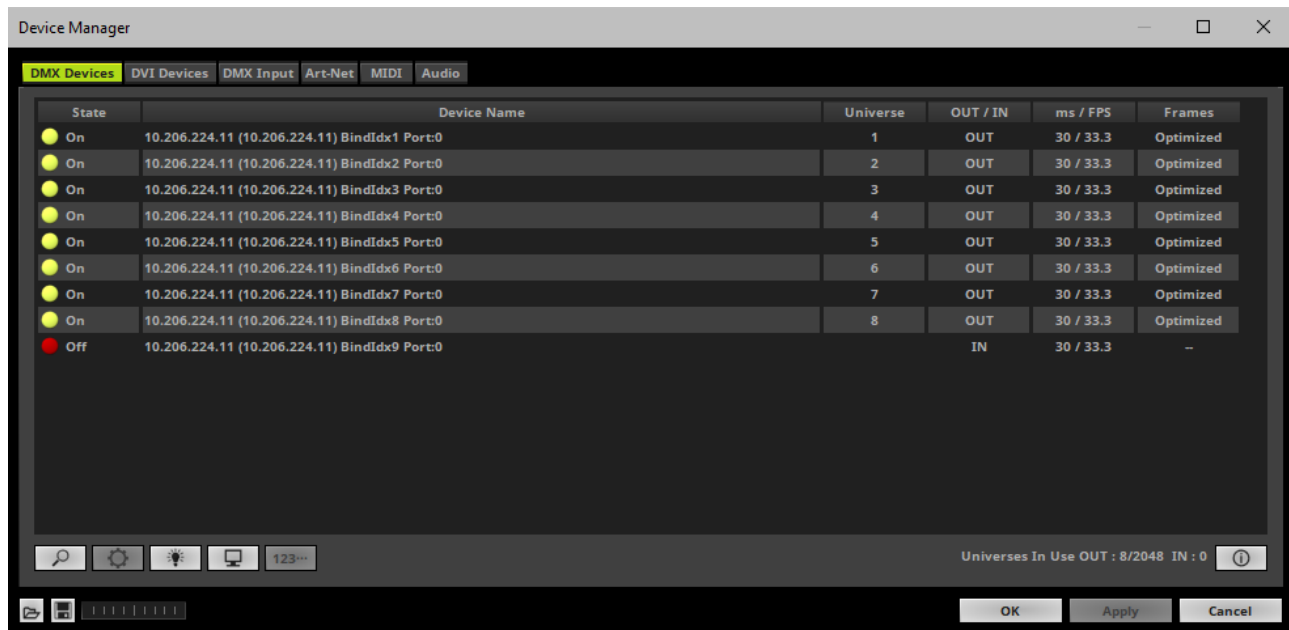 Device Manager
DMX Devices DVI Devices DMX Input Art-Net MIDI Audio
State Device Name Universe OUT / IN ms / FPS Frames
On 10.206.224.11 (10.206.224.11) BindIdx1 Port:0 1 OUT 30 / 33.3 Optimized
On 10.206.224.11 (10.206.224.11) BindIdx2 Port:0 2 OUT 30 / 33.3 Optimized
On 10.206.224.11 (10.206.224.11) BindIdx3 Port:0 3 OUT 30 / 33.3 Optimized
On 10.206.224.11 (10.206.224.11) BindIdx4 Port:0 4 OUT 30 / 33.3 Optimized
On 10.206.224.11 (10.206.224.11) BindIdx5 Port:0 5 OUT 30 / 33.3 Optimized
On 10.206.224.11 (10.206.224.11) BindIdx6 Port:0 6 OUT 30 / 33.3 Optimized
On 10.206.224.11 (10.206.224.11) BindIdx7 Port:0 7 OUT 30 / 33.3 Optimized
On 10.206.224.11 (10.206.224.11) BindIdx8 Port:0 8 OUT 30 / 33.3 Optimized
Off 10.206.224.11 (10.206.224.11) BindIdx9 Port:0 IN 30 / 33.3 --
123... Universes In Use OUT : 8/2048 IN : 0
OK Apply Cancel